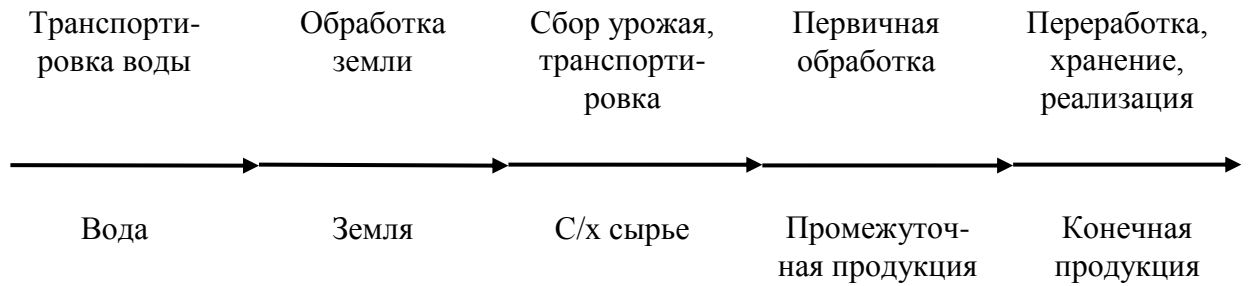 Транспорти-
ровка воды
Обработка
земли
Сбор урожая,
транспорти-
ровка
Первичная
обработка
Переработка,
хранение,
реализация
Вода
Земля
С/х сырье
Промежуточ-
ная продукция
Конечная
продукция